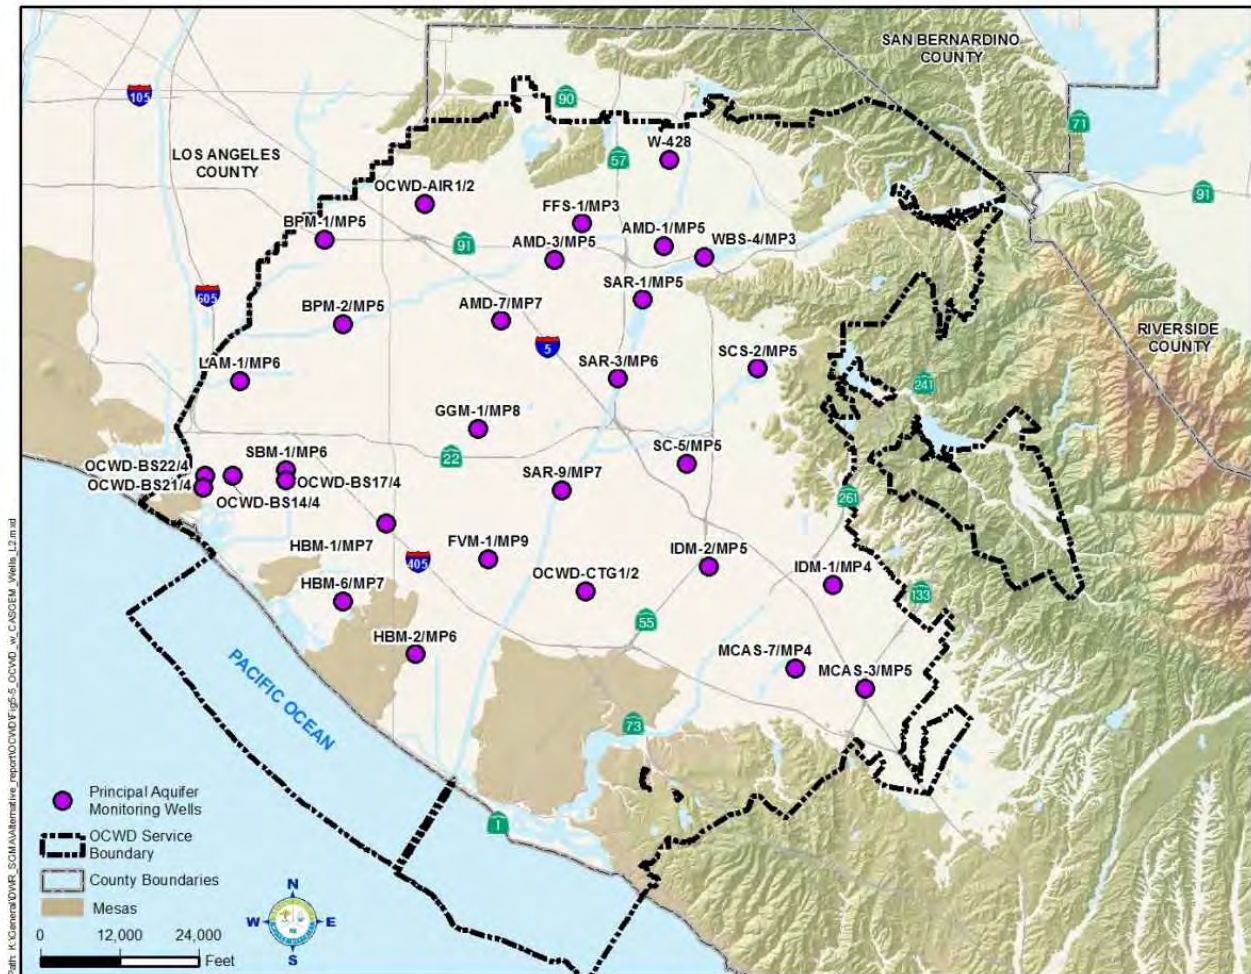 SAN BERNARDINO
COUNTY
105
90
71
LOS ANGELES
COUNTY
57
W-428
OCWD-AIR1/2
91
BPM-1/MP5
FFS-1/MP3
AMD-1/MP5
91
AMD-3/MP5
WBS-4/MP3
605
BPM-2/MP5
AMD-7/MP7
SAR-1/MP5
RIVERSIDE
COUNTY
5
LAM-1/MP6
SAR-3/MP6
SCS-2/MP5
241
GGM-1/MP8
22
SBM-1/MP6
SC-5/MP5
OCWD-BS22/4
OCWD-BS21/4
OCWD-BS17/4
SAR-9/MP7
OCWD-BS14/4
261
HBM-1/MP7
FVM-1/MP9
IDM-2/MP5
405
OCWD-CTG1/2
IDM-1/MP4
HBM-6/MP7
133
55
HBM-2/MP6
MCAS-7/MP4
MCAS-3/MP5
PACIFIC OCEAN
73
1
Principal Aquifer
Monitoring Wells
OCWD Service
Boundary
County Boundaries
Mesas
N
W
E
S
0
12,000
24,000
Feet